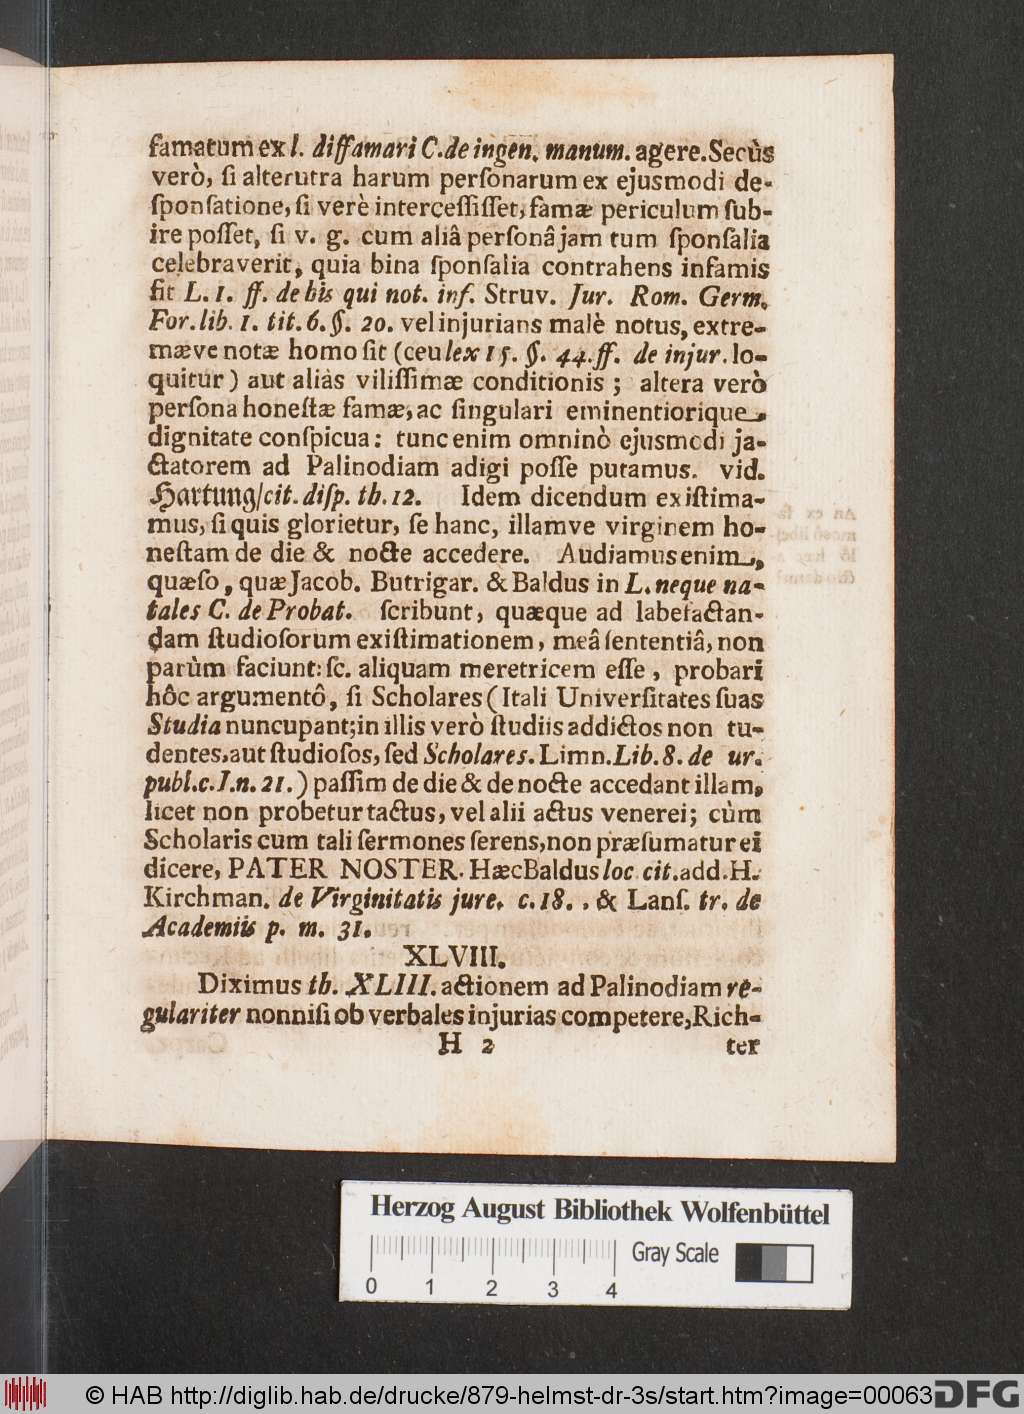 famatum ex l. diffamari C. de ingen. manum. agere. Secùs
verò, ſi alterutra harum perſonarum ex ejusmodi de-
ſponſatione, ſi verè interceſſiſſet, famæ periculum ſub-
ire poſſet, ſi v. g. cum aliâ perſonâ jam tum ſponſalia
celebraverit, quia bina ſponſalia contrahens infamis
fit L. 1. ff. de his qui not. inf. Struv. Jur. Rom. Germ.
For. lib. 1. tit. 6. §. 20. vel injurians malè notus, extre-
mæve notæ homo ſit (ceu lex 15. §. 44. ff. de injur. lo-
quitur) aut alias viliſſimæ conditionis; altera verò
perſona honeſtæ famæ, ac ſingulari eminentiorique,
dignitate conſpicua: tunc enim omninò ejusmodi ja-
ctatorem ad Palinodiam adigi poſſe putamus. vid.
Hartung/ cit. diſp. th. 12. Idem dicendum exiſtima-
mus, ſi quis glorietur, ſe hanc, illamve virginem ho-
neſtam de die & nocte accedere. Audiamus enim,
quæſo, quæ Jacob. Butrigar. & Baldus in L. neque na-
tales C. de Probat. ſcribunt, quæque ad labefactan-
dam ſtudioſorum exiſtimationem, meâ ſententiâ, non
parùm faciunt: ſc. aliquam meretricem eſſe, probari
hôc argumentô, ſi Scholares (Itali Univerſitates ſuas
Studia nuncupant; in illis verò ſtudiis addictos non tu-
dentes, aut ſtudioſos, ſed Scholares. Limn. Lib. 8. de ur.
publ. c. 1. n. 21.) paſſim de die & de nocte accedant illam,
licet non probetur tactus, vel alii actus venerei; cùm
Scholaris cum tali ſermones ſerens, non præſumatur ei
dicere, PATER NOSTER. Hæc Baldus loc. cit. add. H.
Kirchman. de Virginitatis jure, c. 18., & Lanſ. tr. de
Academiis p. m. 31.
XLVIII.
Diximus th. XLIII. actionem ad Palinodiam re-
gulariter nonniſi ob verbales injurias competere, Rich-
H 2 ter
Herzog August Bibliothek Wolfenbüttel
Gray Scale
0 1 2 3 4
© HAB http://diglib.hab.de/drucke/879-helmst-dr-3s/start.htm?image=00063
DFG